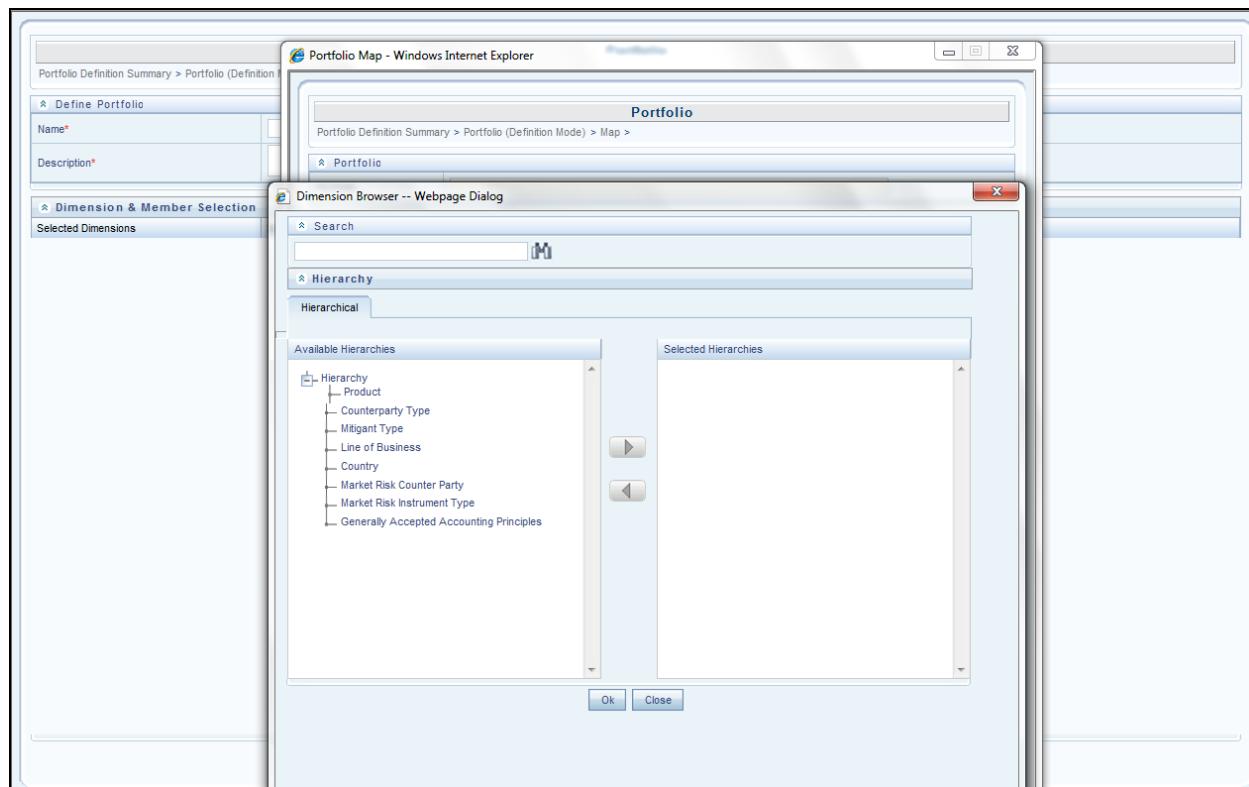 Portfolio Map - Windows Internet Explorer
Portfolio
Portfolio Definition Summary > Portfolio (Definition
Portfolio
Portfolio Definition Summary > Portfolio (Definition Mode) > Map >
Define Portfolio
Name*
Description*
Portfolio
Dimension & Member Selection
Selected Dimensions
Dimension Browser -- Webpage Dialog
Search
Hierarchy
Hierarchical
Available Hierarchies
Selected Hierarchies
Hierarchy
Product
Counterparty Type
Mitigant Type
Line of Business
Country
Market Risk Counter Party
Market Risk Instrument Type
Generally Accepted Accounting Principles
Ok
Close